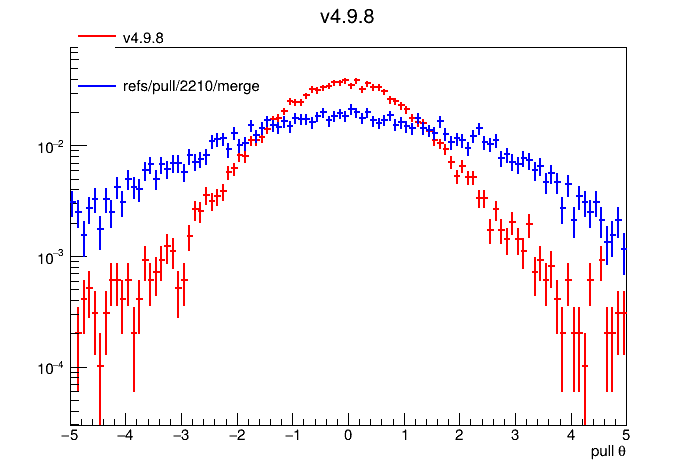 v4.9.8
v4.9.8
refs/pull/2210/merge
10⁻²
10⁻³
10⁻⁴
−5 −4 −3 −2 −1 0 1 2 3 4 5
pull θ